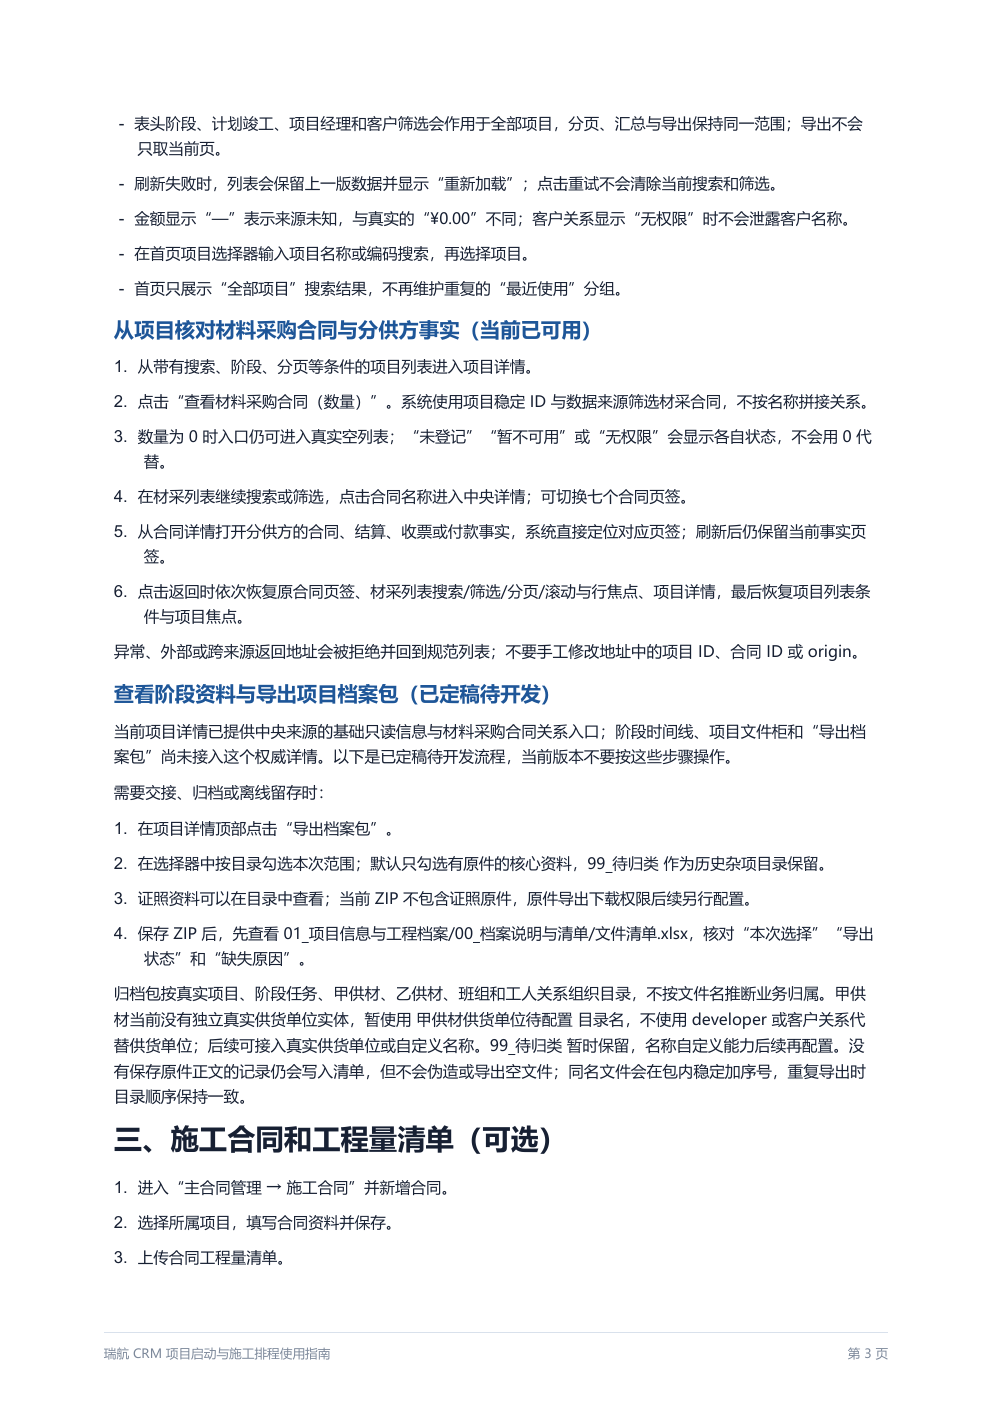 - 表头阶段、计划竣工、项目经理和客户筛选会作用于全部项目，分页、汇总与导出保持同一范围；导出不会
只取当前页。
- 刷新失败时，列表会保留上一版数据并显示“重新加载”；点击重试不会清除当前搜索和筛选。
- 金额显示“—”表示来源未知，与真实的“¥0.00”不同；客户关系显示“无权限”时不会泄露客户名称。
- 在首页项目选择器输入项目名称或编码搜索，再选择项目。
- 首页只展示“全部项目”搜索结果，不再维护重复的“最近使用”分组。
从项目核对材料采购合同与分供方事实（当前已可用）
1. 从带有搜索、阶段、分页等条件的项目列表进入项目详情。
2. 点击“查看材料采购合同（数量）”。系统使用项目稳定 ID 与数据来源筛选材采合同，不按名称拼接关系。
3. 数量为 0 时入口仍可进入真实空列表；“未登记”“暂不可用”或“无权限”会显示各自状态，不会用 0 代
替。
4. 在材采列表继续搜索或筛选，点击合同名称进入中央详情；可切换七个合同页签。
5. 从合同详情打开分供方的合同、结算、收票或付款事实，系统直接定位对应页签；刷新后仍保留当前事实页
签。
6. 点击返回时依次恢复原合同页签、材采列表搜索/筛选/分页/滚动与行焦点、项目详情，最后恢复项目列表条
件与项目焦点。
异常、外部或跨来源返回地址会被拒绝并回到规范列表；不要手工修改地址中的项目 ID、合同 ID 或 origin。
查看阶段资料与导出项目档案包（已定稿待开发）
当前项目详情已提供中央来源的基础只读信息与材料采购合同关系入口；阶段时间线、项目文件柜和“导出档
案包”尚未接入这个权威详情。以下是已定稿待开发流程，当前版本不要按这些步骤操作。
需要交接、归档或离线留存时：
1. 在项目详情顶部点击“导出档案包”。
2. 在选择器中按目录勾选本次范围；默认只勾选有原件的核心资料，99_待归类 作为历史杂项目录保留。
3. 证照资料可以在目录中查看；当前 ZIP 不包含证照原件，原件导出下载权限后续另行配置。
4. 保存 ZIP 后，先查看 01_项目信息与工程档案/00_档案说明与清单/文件清单.xlsx，核对“本次选择”“导出
状态”和“缺失原因”。
归档包按真实项目、阶段任务、甲供材、乙供材、班组和工人关系组织目录，不按文件名推断业务归属。甲供
材当前没有独立真实供货单位实体，暂使用 甲供材供货单位待配置 目录名，不使用 developer 或客户关系代
替供货单位；后续可接入真实供货单位或自定义名称。99_待归类 暂时保留，名称自定义能力后续再配置。没
有保存原件正文的记录仍会写入清单，但不会伪造或导出空文件；同名文件会在包内稳定加序号，重复导出时
目录顺序保持一致。
三、施工合同和工程量清单（可选）
1. 进入“主合同管理 → 施工合同”并新增合同。
2. 选择所属项目，填写合同资料并保存。
3. 上传合同工程量清单。
瑞航 CRM 项目启动与施工排程使用指南
第 3 页